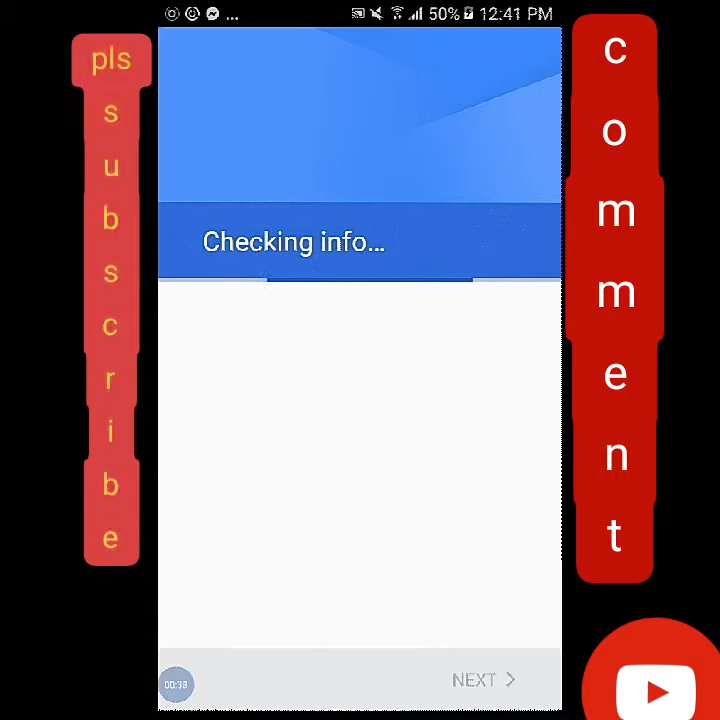 pls
s
u
b
s
c
r
i
b
e
... 50% 12:41 PM
Checking info...
NEXT
00:38
c
o
m
m
e
n
t